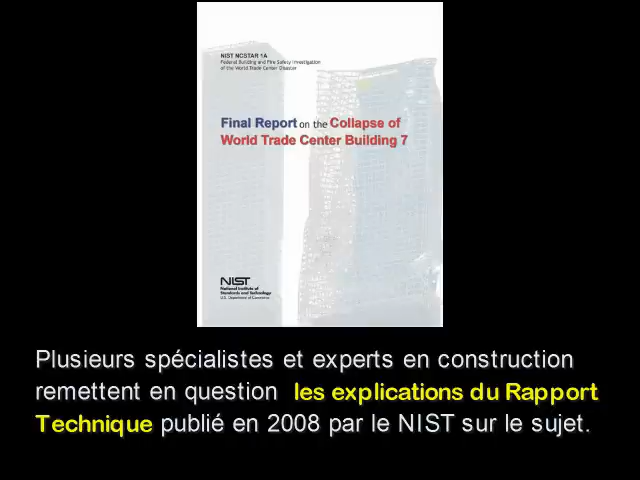 NIST NCSTAR 1A
Federal Building and Fire Safety Investigation
of the World Trade Center Disaster
Final Report on the Collapse of
World Trade Center Building 7
NIST
National Institute of
Standards and Technology
U.S. Department of Commerce
Plusieurs spécialistes et experts en construction
remettent en question les explications du Rapport
Technique publié en 2008 par le NIST sur le sujet.